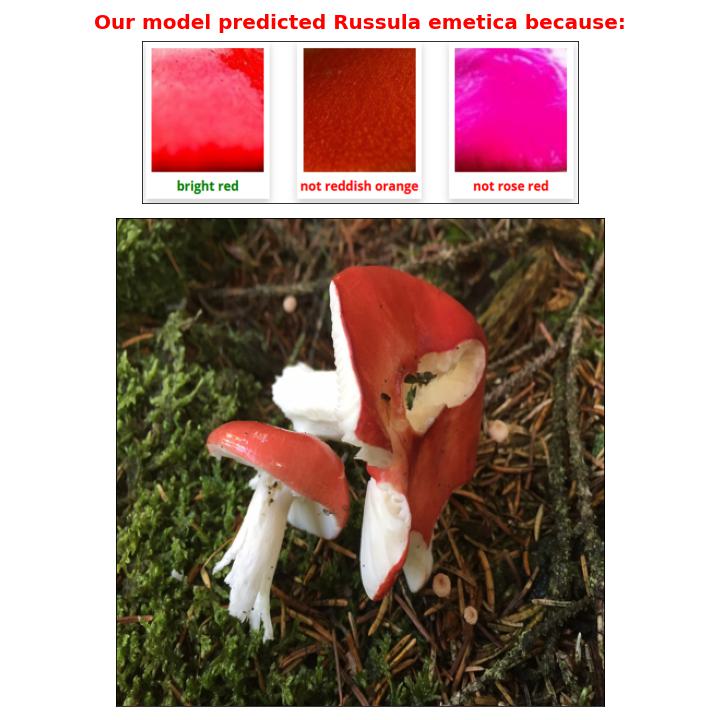 Our model predicted Russula emetica because:
bright red
not reddish orange
not rose red